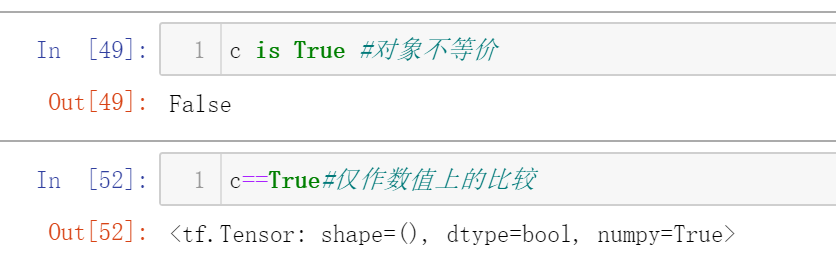 In [49]: 1 c is True #对象不等价
Out[49]: False
In [52]: 1 c==True#仅作数值上的比较
Out[52]: <tf.Tensor: shape=(), dtype=bool, numpy=True>